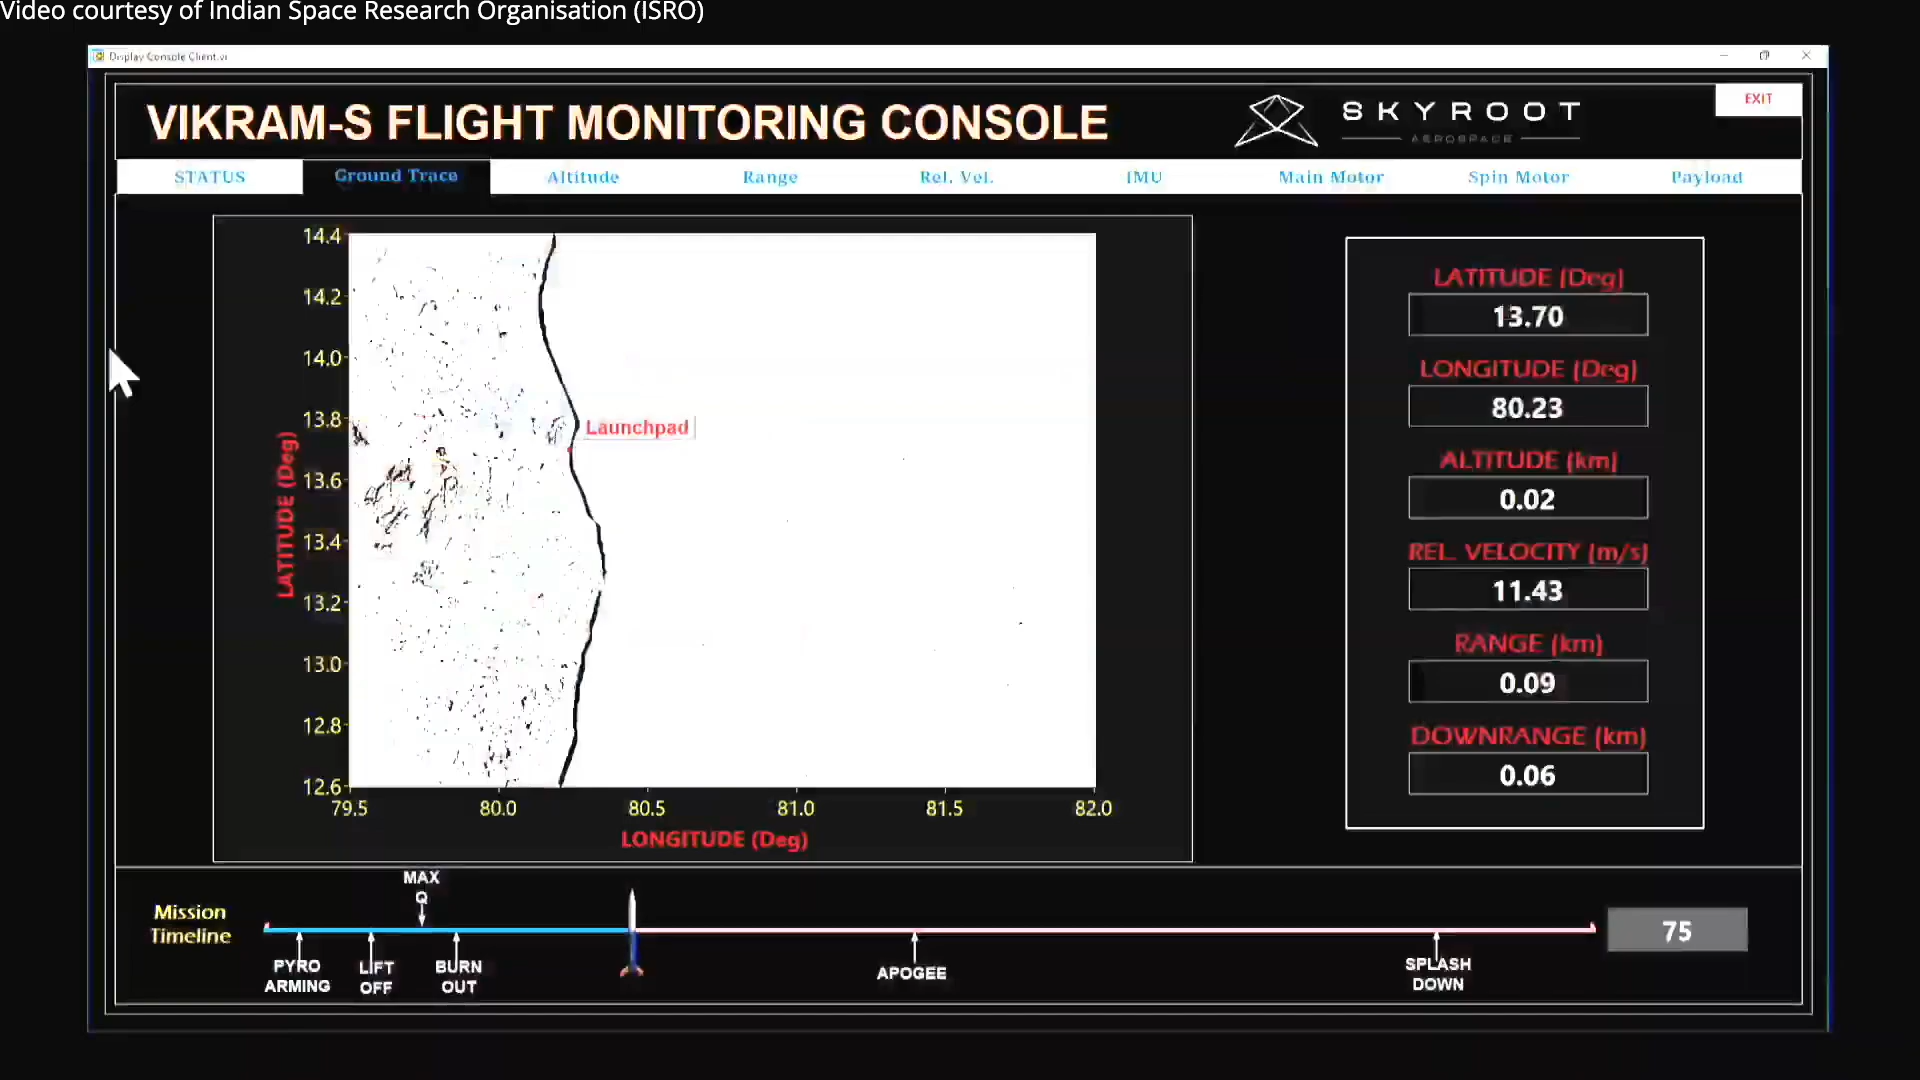 Video courtesy of Indian Space Research Organisation (ISRO)
Display Console Client.vi
VIKRAM-S FLIGHT MONITORING CONSOLE
SKYROOT
AEROSPACE
EXIT
STATUS Ground Trace Altitude Range Rel. Vel. IMU Main Motor Spin Motor Payload
14.4
14.2
14.0
13.8
13.6
13.4
13.2
13.0
12.8
12.6
LATITUDE (Deg)
Launchpad
79.5 80.0 80.5 81.0 81.5 82.0
LONGITUDE (Deg)
LATITUDE (Deg)
13.70
LONGITUDE (Deg)
80.23
ALTITUDE (km)
0.02
REL. VELOCITY (m/s)
11.43
RANGE (km)
0.09
DOWNRANGE (km)
0.06
Mission
Timeline
MAX
Q
PYRO
ARMING
LIFT
OFF
BURN
OUT
APOGEE
SPLASH
DOWN
75